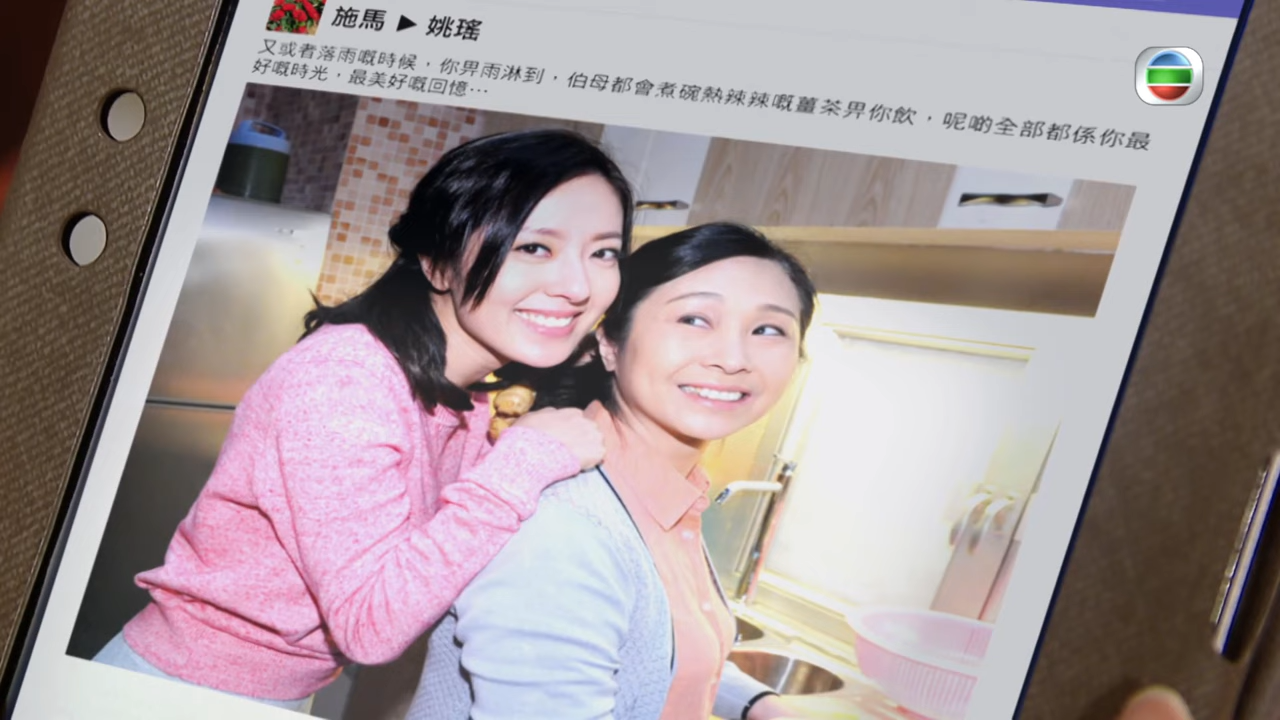 施馬 ▶ 姚瑤
又或者落雨嘅時候，你畀雨淋到，伯母都會煮碗熱辣辣嘅薑茶畀你飲，呢啲全部都係你最
好嘅時光，最美好嘅回憶…